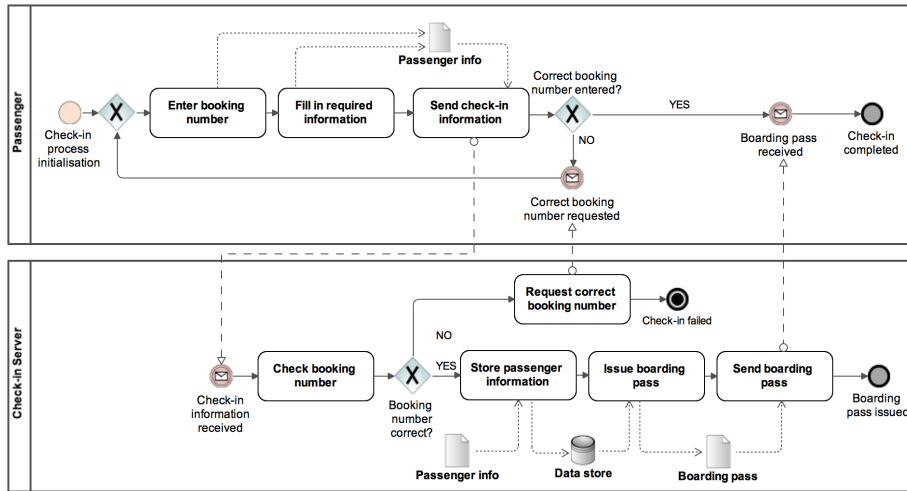 Passenger
Passenger info
Correct booking
number entered?
Enter booking
number
Fill in required
information
Send check-in
information
YES
Check-in
process
initialisation
NO
Boarding pass
received
Check-in
completed
Correct booking
number requested
Check-in Server
Request correct
booking number
Check-in failed
NO
Check booking
number
YES
Store passenger
information
Issue boarding
pass
Send boarding
pass
Check-in
information
received
Booking
number
correct?
Boarding
pass issued
Passenger info
Data store
Boarding pass